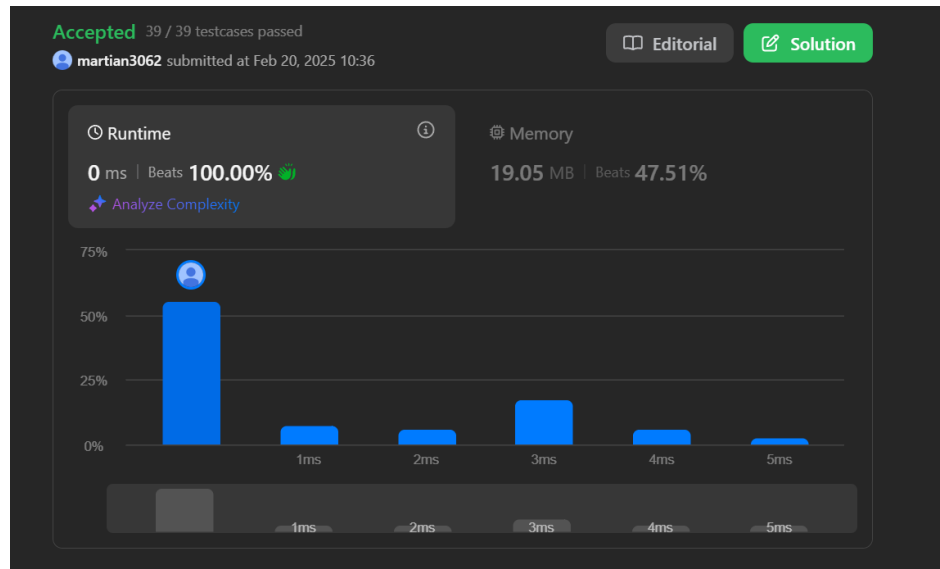 Accepted 39 / 39 testcases passed
Editorial
Solution
martian3062 submitted at Feb 20, 2025 10:36
Runtime
0 ms | Beats 100.00%
Analyze Complexity
Memory
19.05 MB | Beats 47.51%
75%
50%
25%
0%
1ms 2ms 3ms 4ms 5ms
1ms 2ms 3ms 4ms 5ms